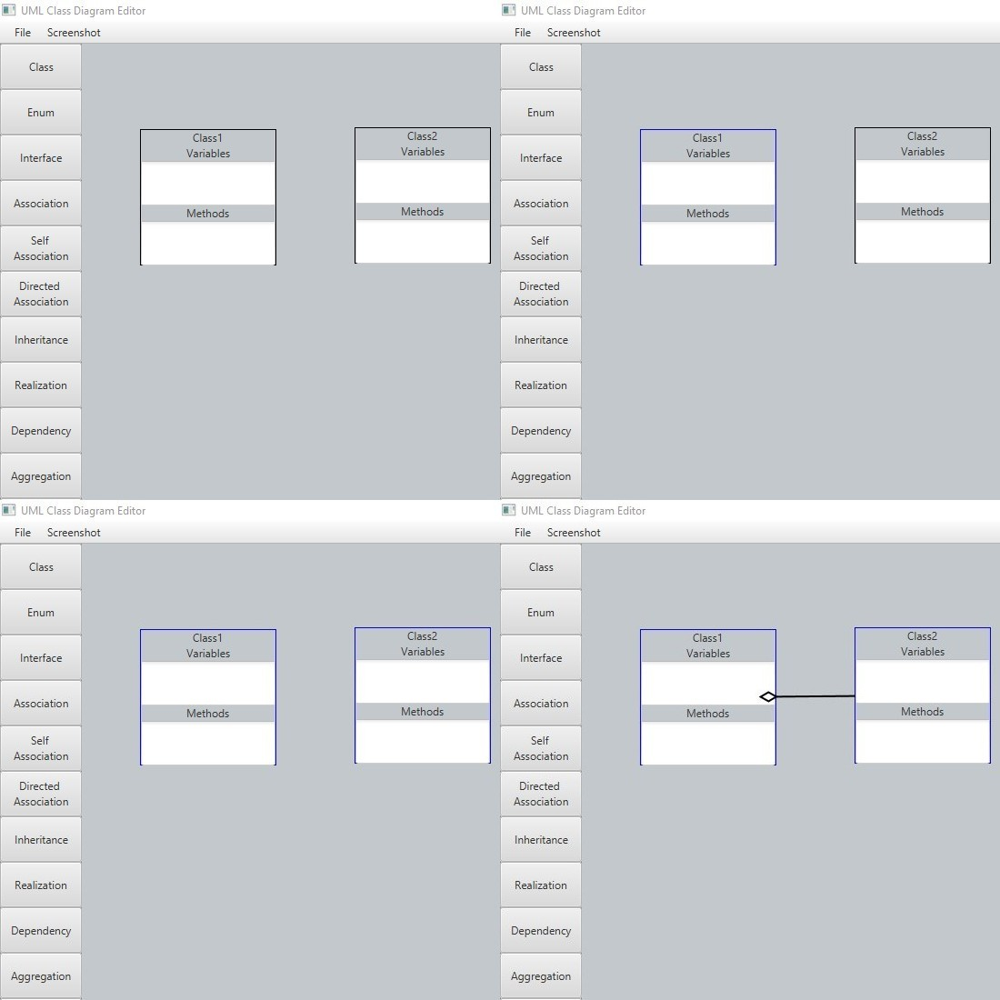 UML Class Diagram Editor
File Screenshot
Class
Enum
Interface
Association
Self
Association
Directed
Association
Inheritance
Realization
Dependency
Aggregation
Class1
Variables
Methods
Class2
Variables
Methods
UML Class Diagram Editor
File Screenshot
Class
Enum
Interface
Association
Self
Association
Directed
Association
Inheritance
Realization
Dependency
Aggregation
Class1
Variables
Methods
Class2
Variables
Methods
UML Class Diagram Editor
File Screenshot
Class
Enum
Interface
Association
Self
Association
Directed
Association
Inheritance
Realization
Dependency
Aggregation
Class1
Variables
Methods
Class2
Variables
Methods
UML Class Diagram Editor
File Screenshot
Class
Enum
Interface
Association
Self
Association
Directed
Association
Inheritance
Realization
Dependency
Aggregation
Class1
Variables
Methods
Class2
Variables
Methods